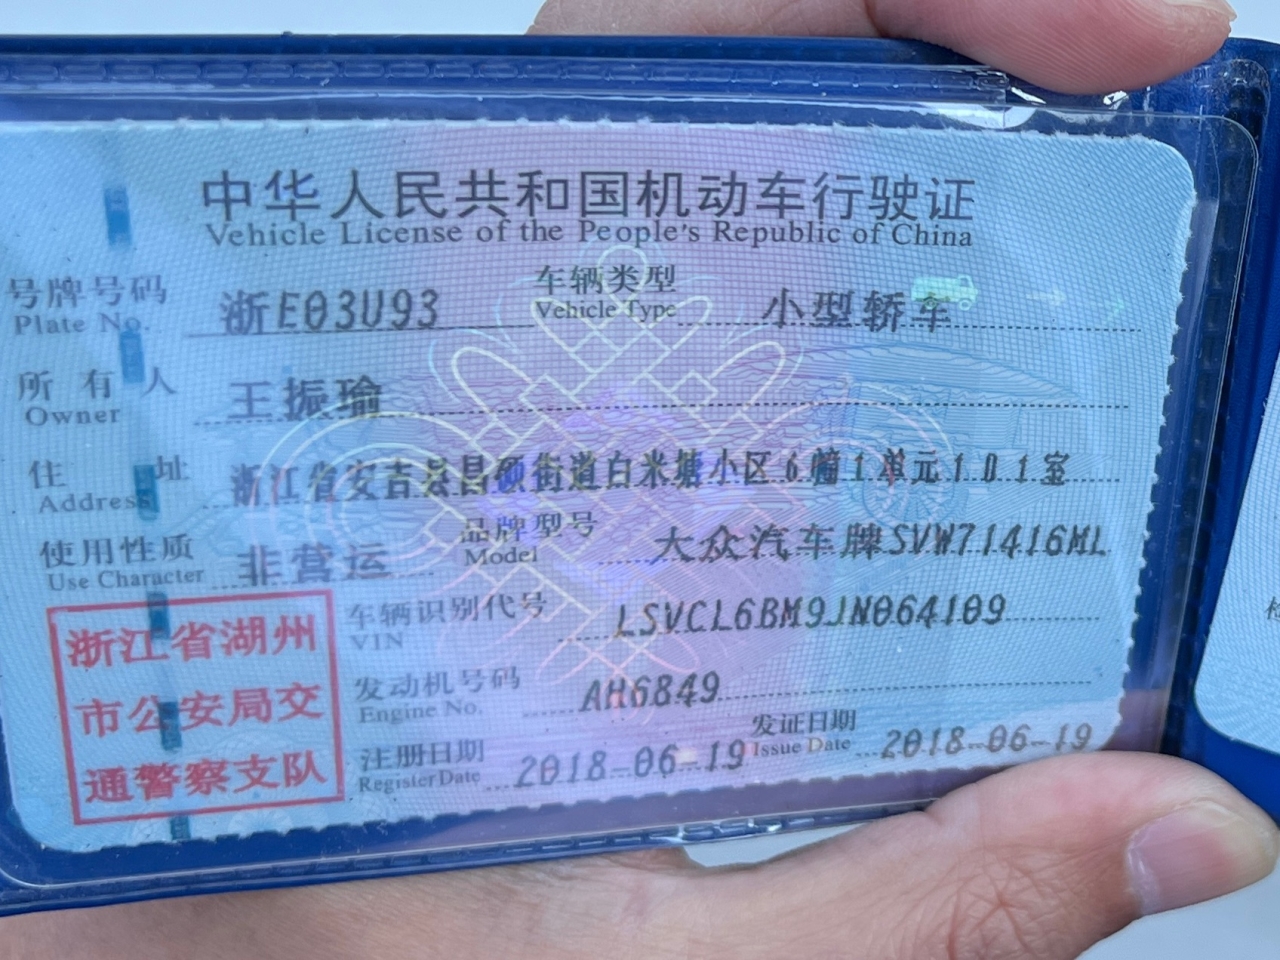 中华人民共和国机动车行驶证
Vehicle License of the People's Republic of China
号牌号码 浙E03U93 车辆类型 小型轿车
Plate No. Vehicle Type
所有人 王振瑜
Owner
住址 浙江省安吉县昌硕街道白米塘小区6幢1单元101室
Address
使用性质 非营运 品牌型号 大众汽车牌SVW71416ML
Use Character Model
车辆识别代号 LSVCL6BM9JN064109
VIN
发动机号码 AH6849
Engine No.
注册日期 2018-06-19 发证日期 2018-06-19
Register Date Issue Date
浙江省湖州
市公安局交
通警察支队